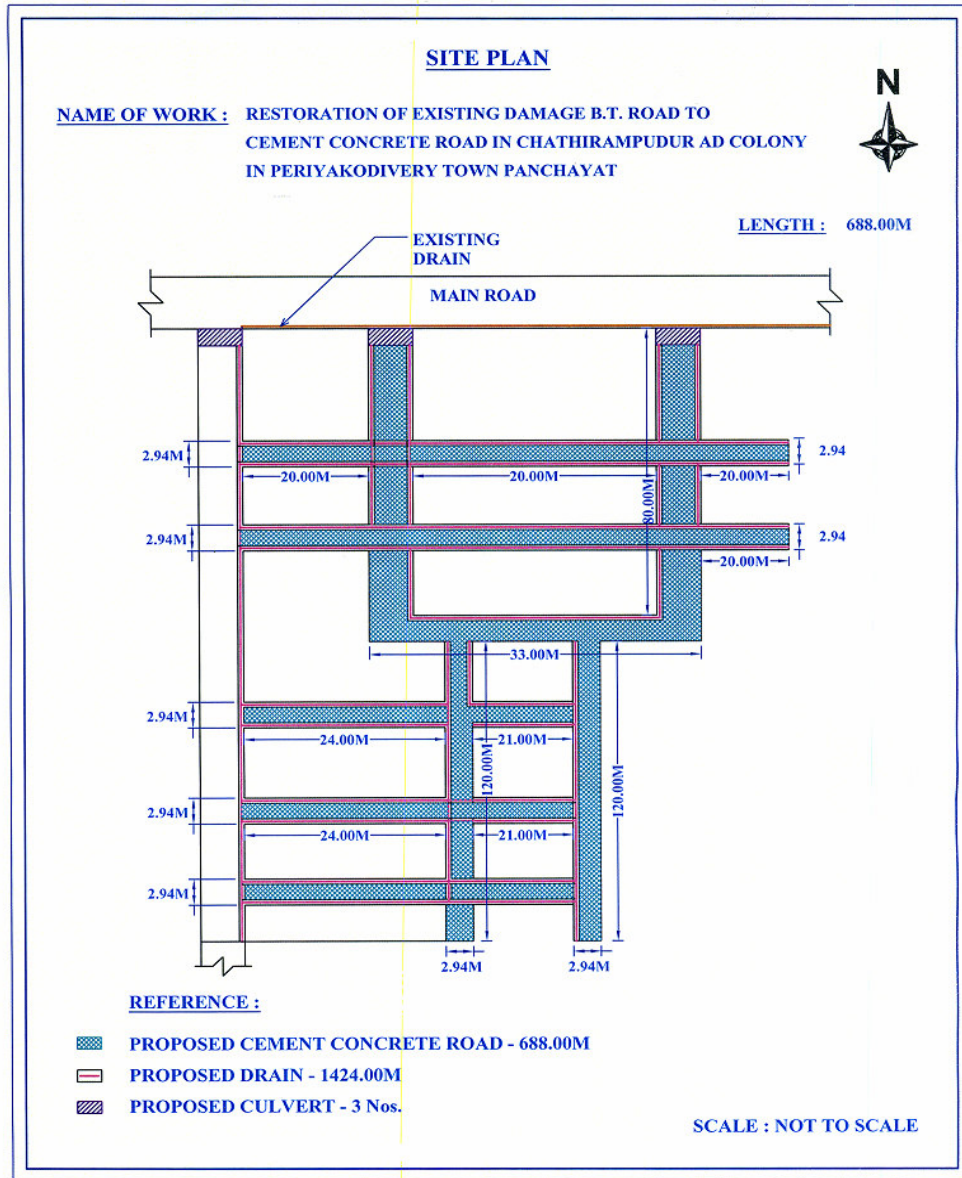 SITE PLAN
N
NAME OF WORK : RESTORATION OF EXISTING DAMAGE B.T. ROAD TO
CEMENT CONCRETE ROAD IN CHATHIRAMPUDUR AD COLONY
IN PERIYAKODIVERY TOWN PANCHAYAT
LENGTH : 688.00M
EXISTING
DRAIN
MAIN ROAD
2.94M
2.94
20.00M
20.00M
20.00M
80.00M
2.94M
2.94
20.00M
33.00M
2.94M
24.00M
21.00M
120.00M
120.00M
2.94M
24.00M
21.00M
2.94M
2.94M
2.94M
REFERENCE :
PROPOSED CEMENT CONCRETE ROAD - 688.00M
PROPOSED DRAIN - 1424.00M
PROPOSED CULVERT - 3 Nos.
SCALE : NOT TO SCALE